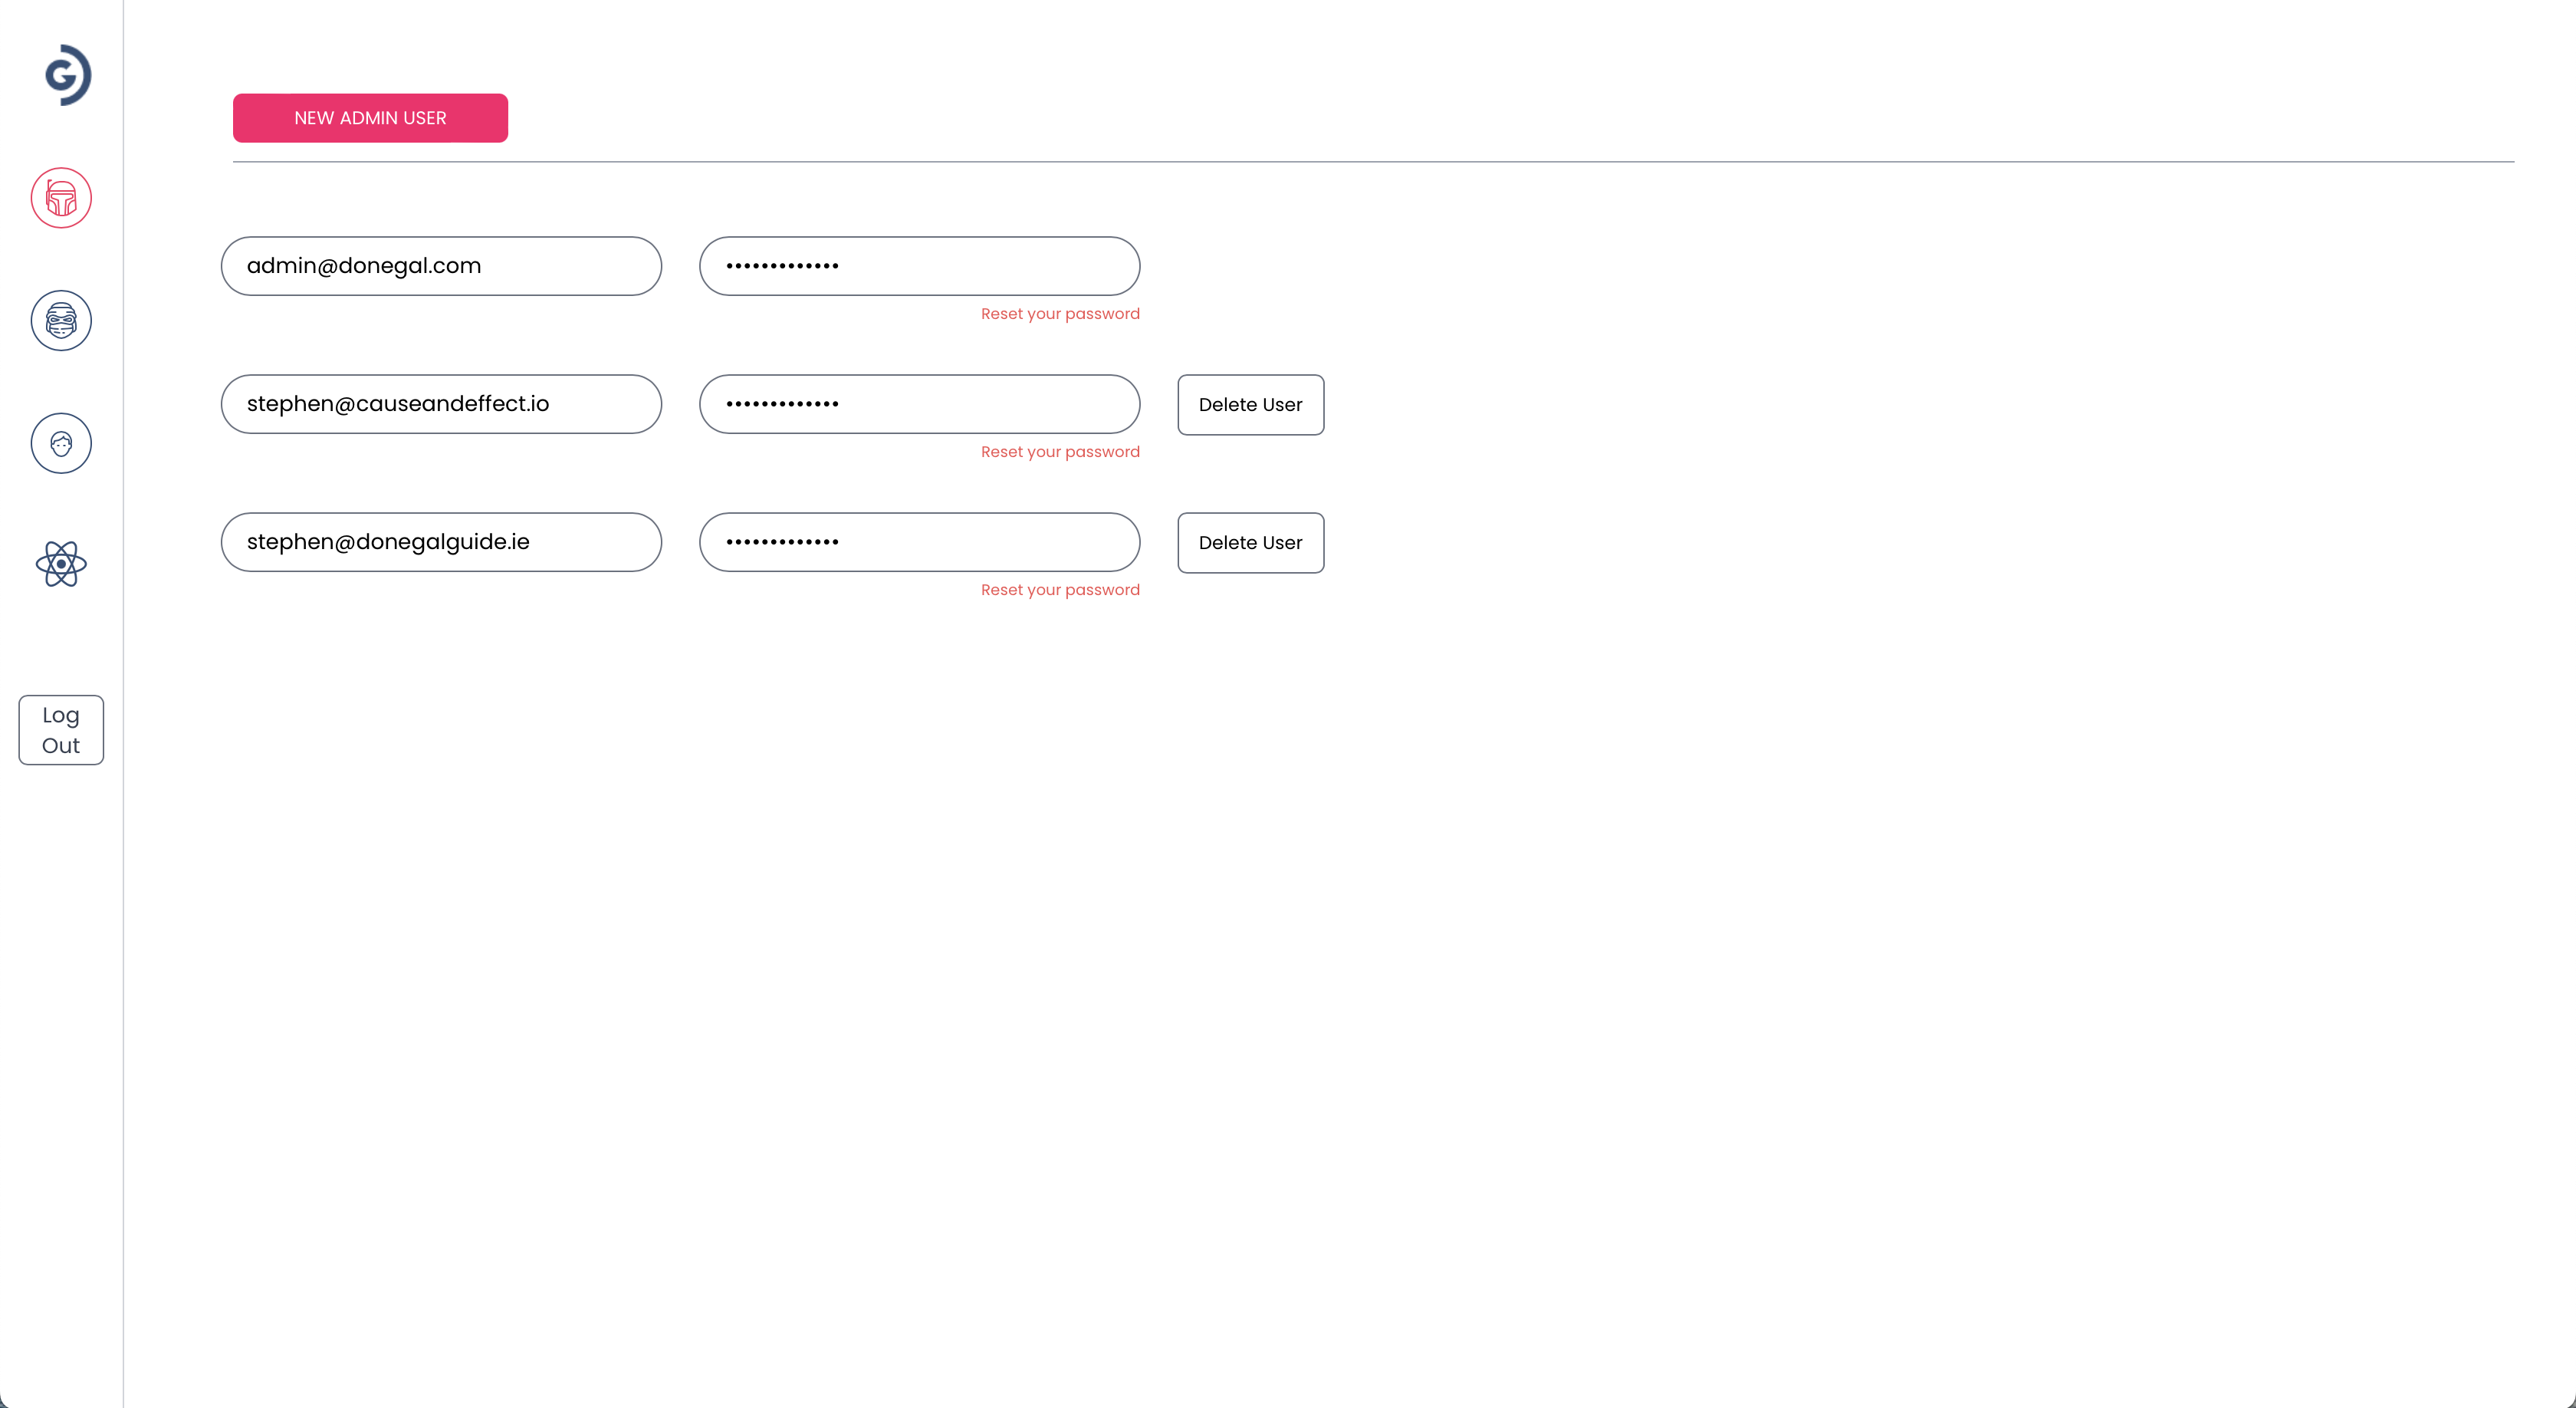 G
NEW ADMIN USER
admin@donegal.com
•••••••••••••
Reset your password
stephen@causeandeffect.io
•••••••••••••
Delete User
Reset your password
stephen@donegalguide.ie
•••••••••••••
Delete User
Reset your password
Log
Out